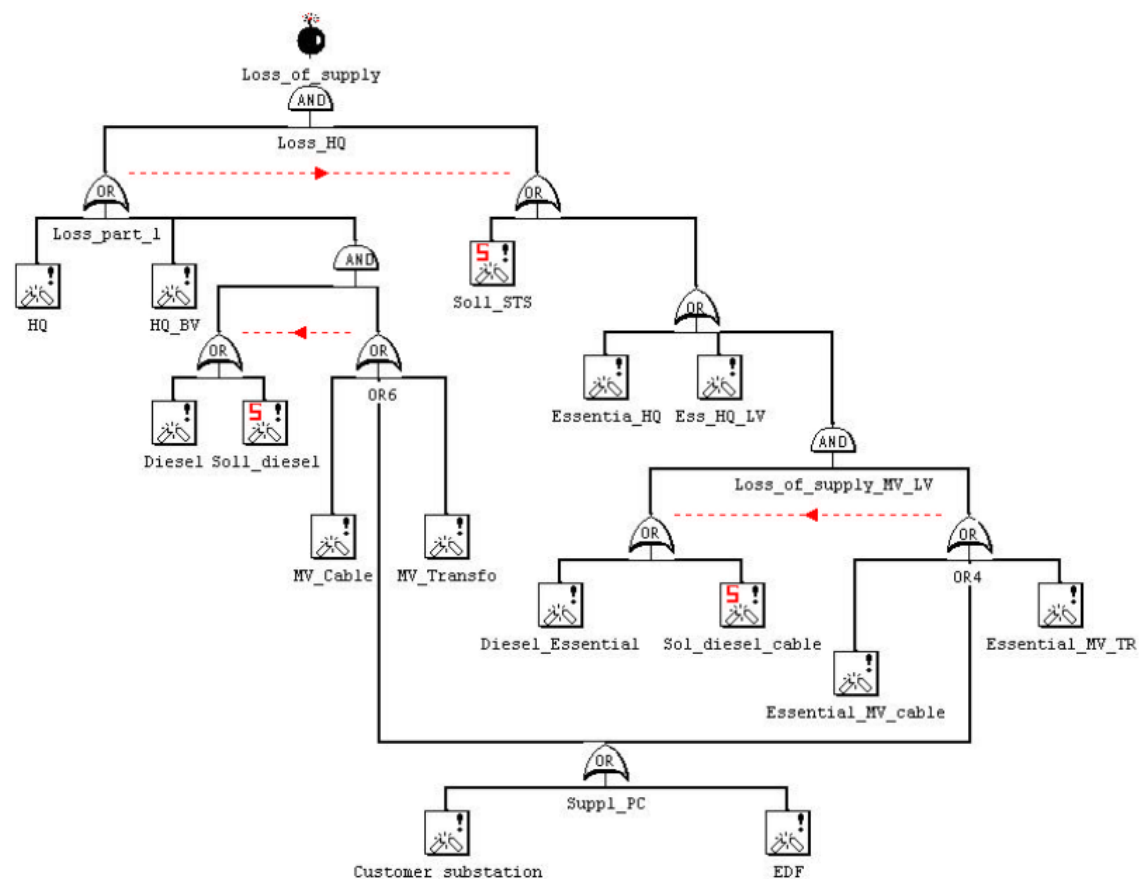 Loss_of_supply
AND
Loss_HQ
OR
OR
Loss_part_1
AND
S
HQ
HQ_BV
Soll_STS
OR
OR
OR
OR6
Essentia_HQ
Ess_HQ_LV
S
Diesel
Soll_diesel
AND
Loss_of_supply_MV_LV
OR
OR
MV_Cable
MV_Transfo
OR4
S
Diesel_Essential
Sol_diesel_cable
Essential_MV_TR
Essential_MV_cable
OR
Suppl_PC
Customer substation
EDF